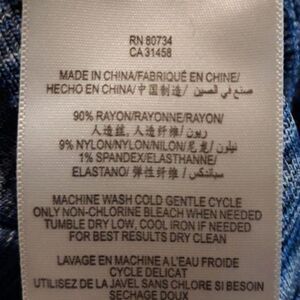 RN 80734
CA 31458
MADE IN CHINA/FABRIQUÉ EN CHINE/
HECHO EN CHINA/中国制造/ صنع في الصين
90% RAYON/RAYONNE/RAYON/
人造丝, 人造纤维/ ريون/
9% NYLON/NYLON/NILON/尼龙/ نيلون/
1% SPANDEX/ELASTHANNE/
ELASTANO/弹性纤维/ سباندكس
MACHINE WASH COLD GENTLE CYCLE
ONLY NON-CHLORINE BLEACH WHEN NEEDED
TUMBLE DRY LOW, COOL IRON IF NEEDED
FOR BEST RESULTS DRY CLEAN
LAVAGE EN MACHINE A L'EAU FROIDE
CYCLE DELICAT
UTILISEZ DE LA JAVEL SANS CHLORE SI BESOIN
SECHAGE DOUX